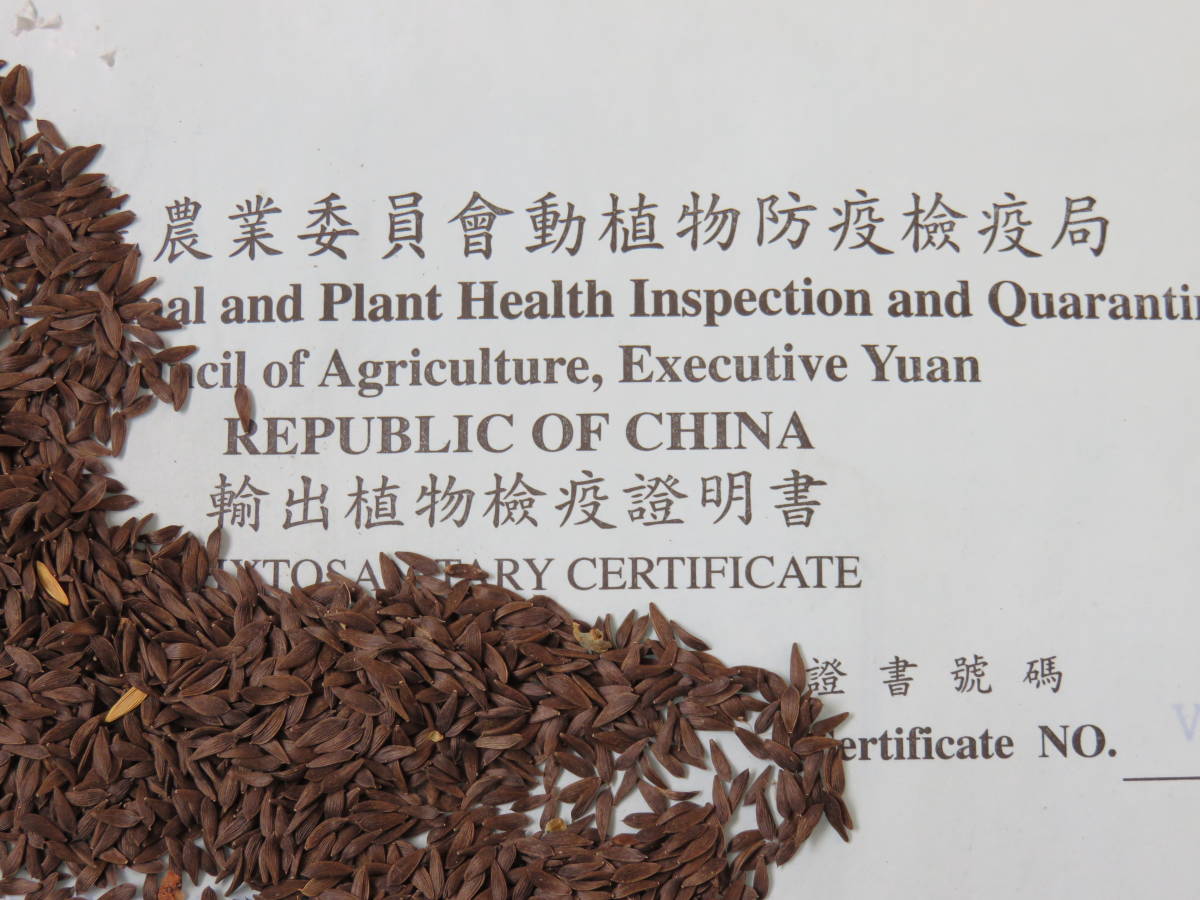 農業委員會動植物防疫檢疫局
nal and Plant Health Inspection and Quaranti
ncil of Agriculture, Executive Yuan
REPUBLIC OF CHINA
輸出植物檢疫證明書
CERTIFICATE
證書號碼
ertificate NO. V